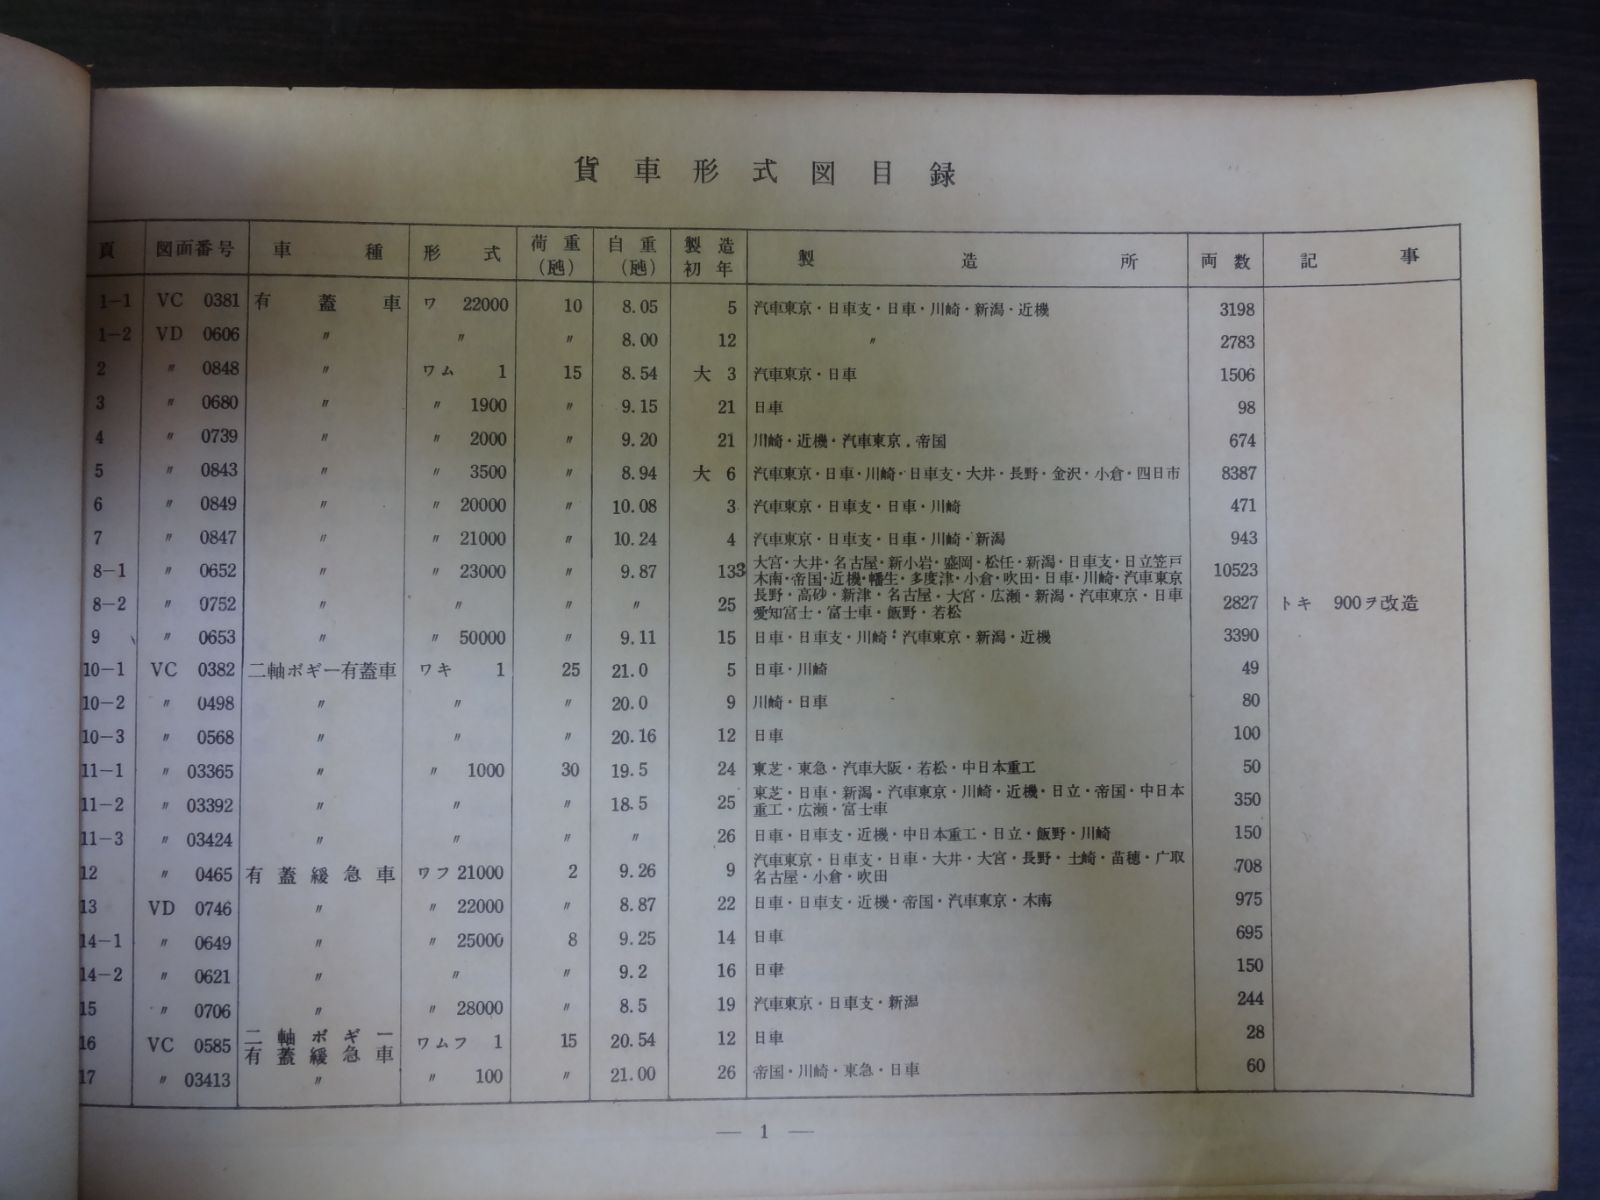 貨車形式図目録
頁 図面番号 車種 形式 荷重(瓲) 自重(瓲) 製造初年 製造所 両数 記事
1-1 VC 0381 有蓋車 ワ 22000 10 8.05 5 汽車東京・日車支・日車・川崎・新潟・近機 3198
1-2 VD 0606 〃 〃 〃 8.00 12 〃 2783
2 〃 0848 〃 ワム 1 15 8.54 大 3 汽車東京・日車 1506
3 〃 0680 〃 〃 1900 〃 9.15 21 日車 98
4 〃 0739 〃 〃 2000 〃 9.20 21 川崎・近機・汽車東京．帝国 674
5 〃 0843 〃 〃 3500 〃 8.94 大 6 汽車東京・日車・川崎・日車支・大井・長野・金沢・小倉・四日市 8387
6 〃 0849 〃 〃 20000 〃 10.08 3 汽車東京・日車支・日車・川崎 471
7 〃 0847 〃 〃 21000 〃 10.24 4 汽車東京・日車支・日車・川崎・新潟 943
8-1 〃 0652 〃 〃 23000 〃 9.87 13 大宮・大井・名古屋・新小岩・盛岡・松任・新潟・日車支・日立笠戸
木南・帝国・近機・幡生・多度津・小倉・吹田・日車・川崎・汽車東京 10523
8-2 〃 0752 〃 〃 〃 〃 25 長野・高砂・新津・名古屋・大宮・広瀬・新潟・汽車東京・日車
愛知富士・富士車・飯野・若松 2827 トキ 900ヲ改造
9 〃 0653 〃 〃 50000 〃 9.11 15 日車・日車支・川崎・汽車東京・新潟・近機 3390
10-1 VC 0382 二軸ボギー有蓋車 ワキ 1 25 21.0 5 日車・川崎 49
10-2 〃 0498 〃 〃 〃 20.0 9 川崎・日車 80
10-3 〃 0568 〃 〃 〃 20.16 12 日車 100
11-1 〃 03365 〃 〃 1000 30 19.5 24 東芝・東急・汽車大阪・若松・中日本重工 50
11-2 〃 03392 〃 〃 〃 18.5 25 東芝・日車・新潟・汽車東京・川崎・近機・日立・帝国・中日本
重工・広瀬・富士車 350
11-3 〃 03424 〃 〃 〃 〃 26 日車・日車支・近機・中日本重工・日立・飯野・川崎 150
12 〃 0465 有蓋緩急車 ワフ 21000 2 9.26 9 汽車東京・日車支・日車・大井・大宮・長野・土崎・苗穂・广取
名古屋・小倉・吹田 708
13 VD 0746 〃 〃 22000 〃 8.87 22 日車・日車支・近機・帝国・汽車東京・木南 975
14-1 〃 0649 〃 〃 25000 8 9.25 14 日車 695
14-2 〃 0621 〃 〃 〃 9.2 16 日車 150
15 〃 0706 〃 〃 28000 〃 8.5 19 汽車東京・日車支・新潟 244
16 VC 0585 二軸ボギー
有蓋緩急車 ワムフ 1 15 20.54 12 日車 28
17 〃 03413 〃 〃 100 〃 21.00 26 帝国・川崎・東急・日車 60
— 1 —